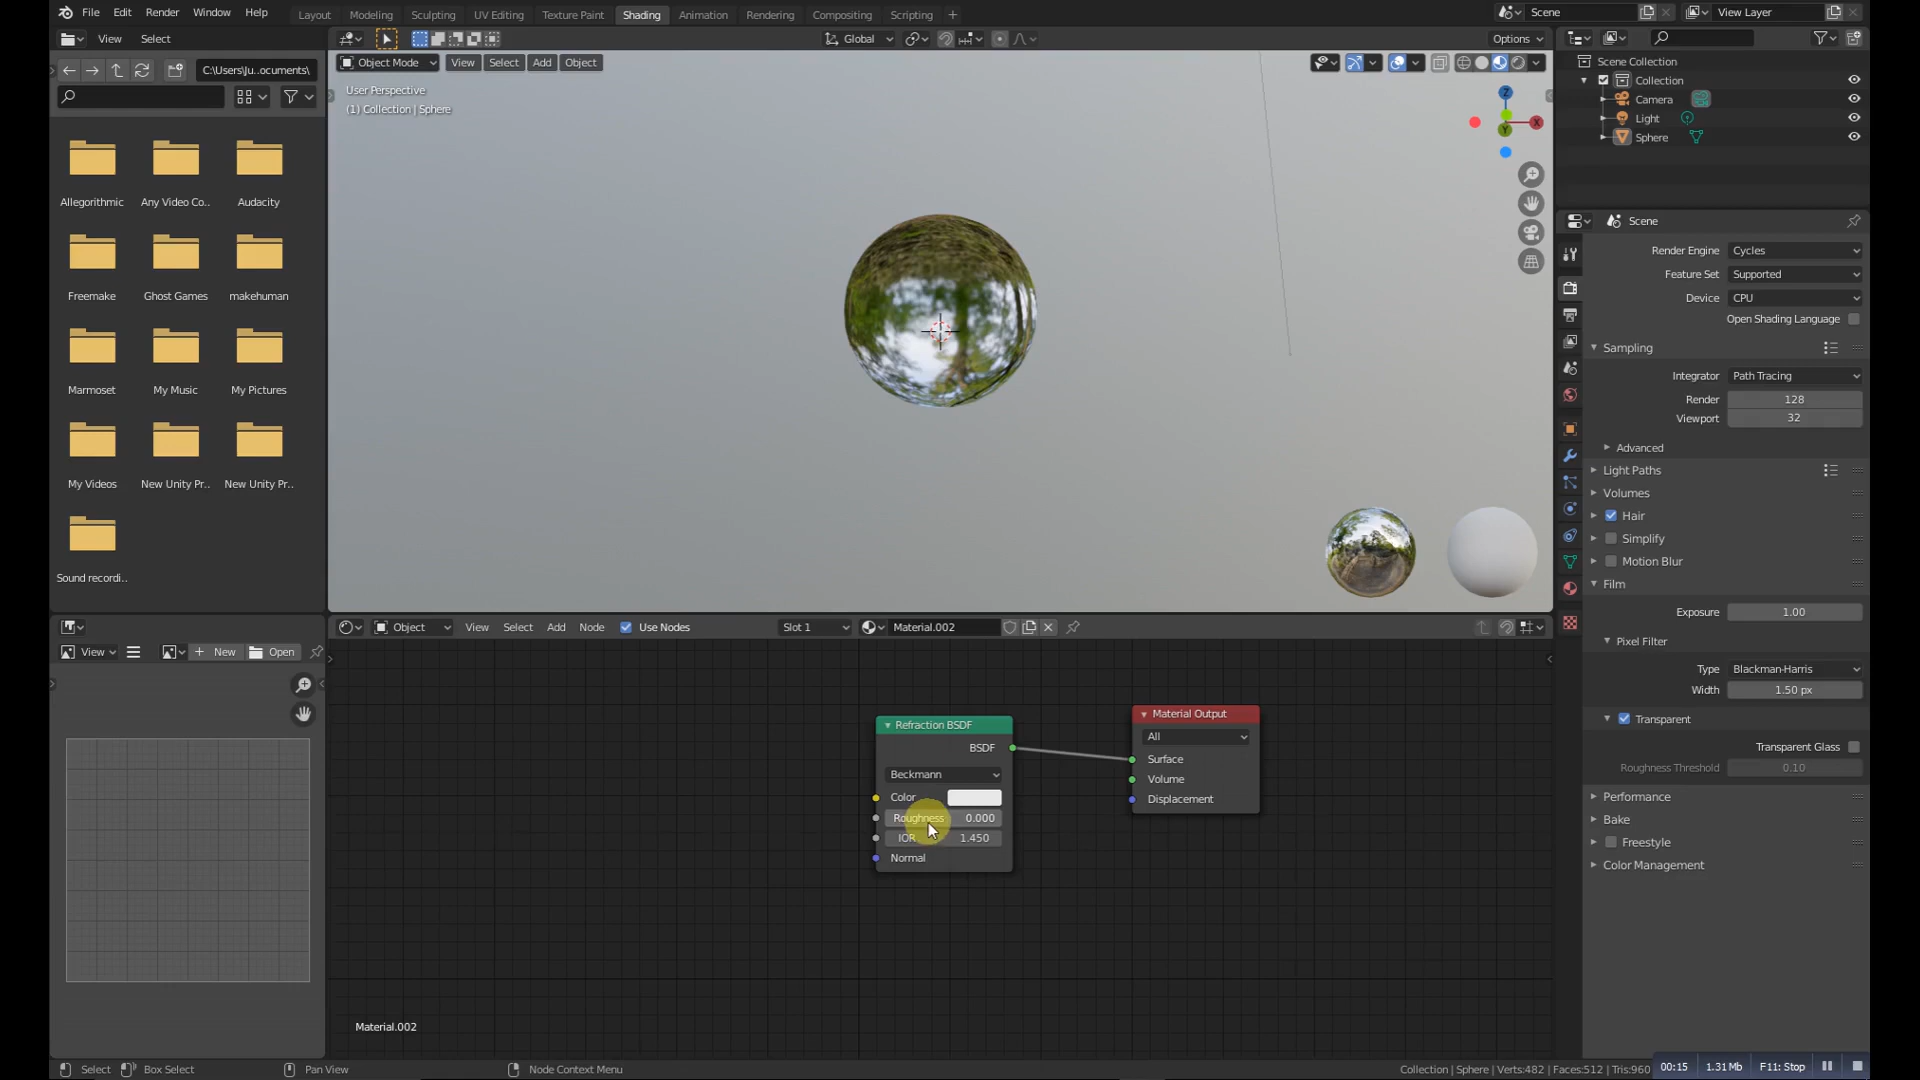 File Edit Render Window Help Layout Modeling Sculpting UV Editing Texture Paint Shading Animation Rendering Compositing Scripting + Scene View Layer
View Select Global Options
C:\Users\Ju..ocuments\
Object Mode View Select Add Object
User Perspective
(1) Collection | Sphere
Z
X
Y
Allegorithmic Any Video Co.. Audacity
Freemake Ghost Games makehuman
Marmoset My Music My Pictures
My Videos New Unity Pr.. New Unity Pr..
Sound recordi..
Scene Collection
Collection
Camera
Light
Sphere
Scene
Render Engine Cycles
Feature Set Supported
Device CPU
Open Shading Language
Sampling
Integrator Path Tracing
Render 128
Viewport 32
Advanced
Light Paths
Volumes
Hair
Simplify
Motion Blur
Film
Exposure 1.00
Pixel Filter
Type Blackman-Harris
Width 1.50 px
Transparent
Transparent Glass
Roughness Threshold 0.10
Performance
Bake
Freestyle
Color Management
Object View Select Add Node Use Nodes Slot 1 Material.002
View New Open
Refraction BSDF
BSDF
Beckmann
Color
Roughness 0.000
IOR 1.450
Normal
Material Output
All
Surface
Volume
Displacement
Material.002
Select Box Select Pan View Node Context Menu Collection | Sphere | Verts:482 | Faces:512 | Tris:960
00:15 1.31 Mb F11: Stop